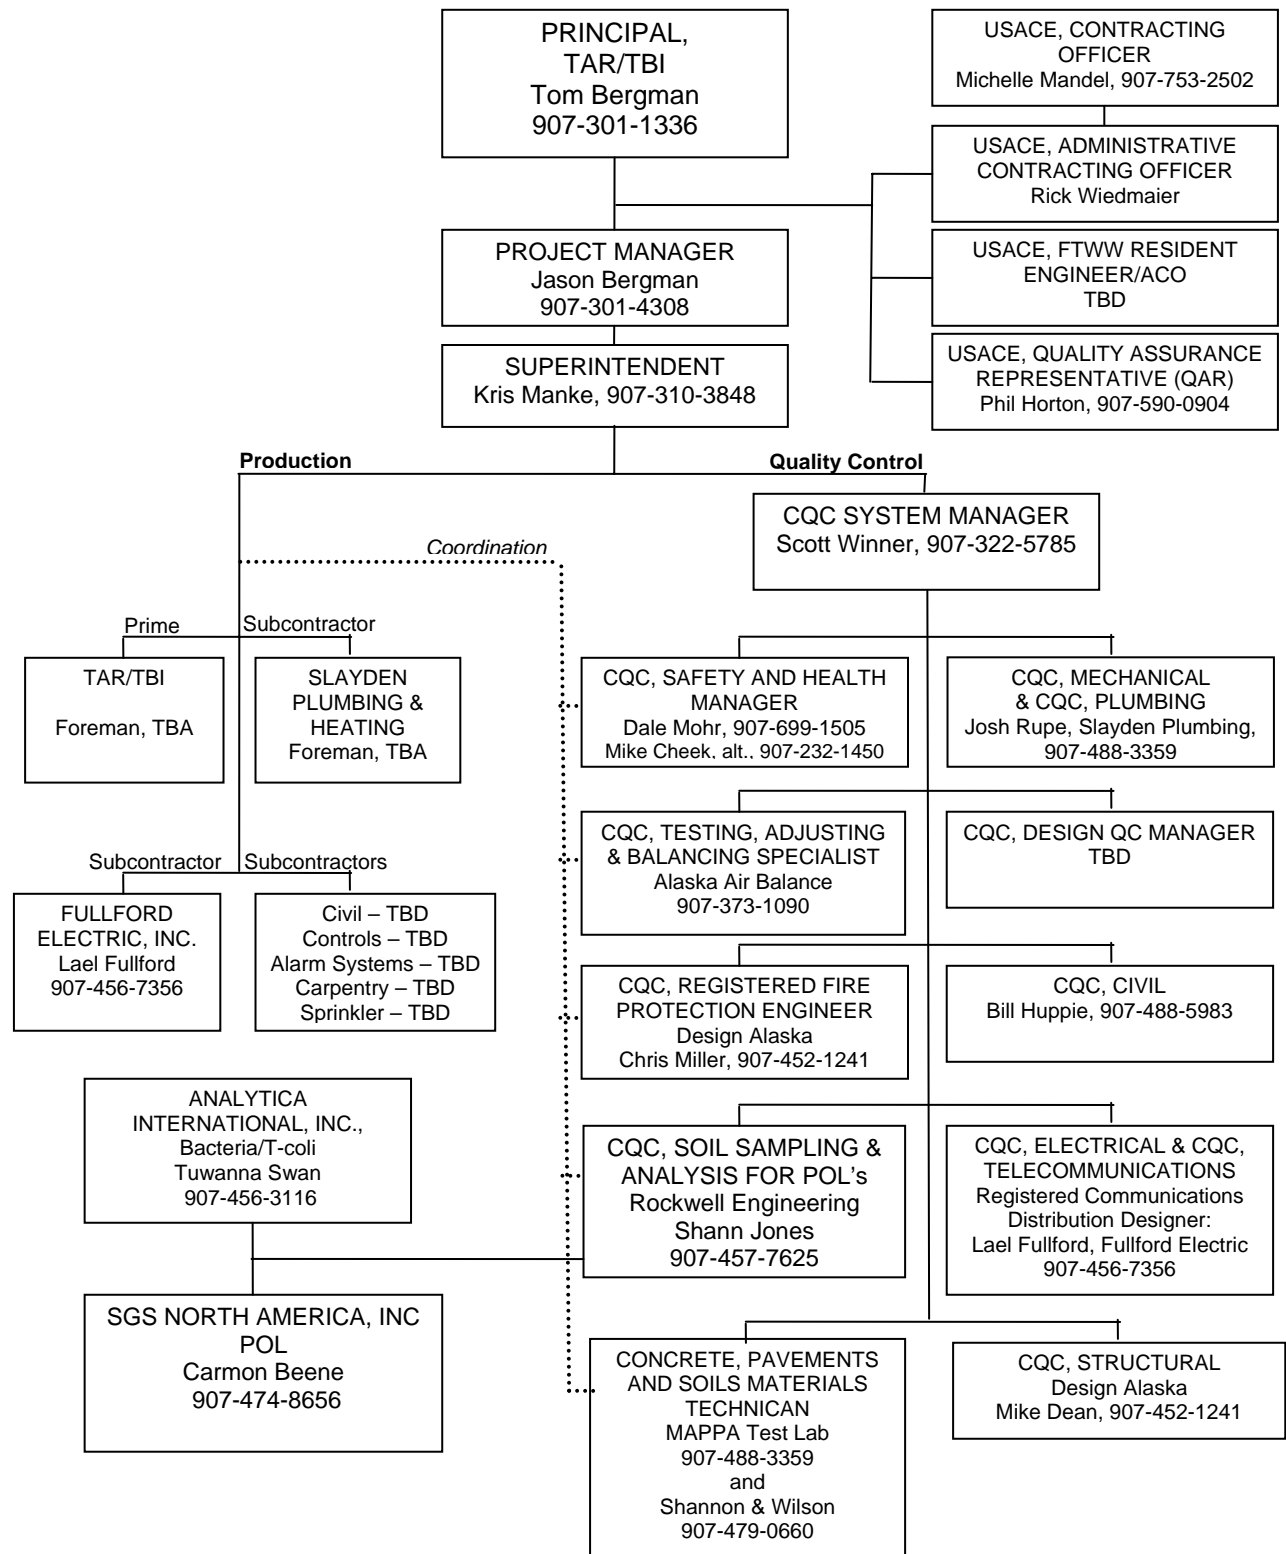 PRINCIPAL,
TAR/TBI
Tom Bergman
907-301-1336
USACE, CONTRACTING
OFFICER
Michelle Mandel, 907-753-2502
USACE, ADMINISTRATIVE
CONTRACTING OFFICER
Rick Wiedmaier
USACE, FTWW RESIDENT
ENGINEER/ACO
TBD
USACE, QUALITY ASSURANCE
REPRESENTATIVE (QAR)
Phil Horton, 907-590-0904
PROJECT MANAGER
Jason Bergman
907-301-4308
SUPERINTENDENT
Kris Manke, 907-310-3848
Production
Quality Control
CQC SYSTEM MANAGER
Scott Winner, 907-322-5785
Coordination
Prime
Subcontractor
TAR/TBI
Foreman, TBA
SLAYDEN
PLUMBING &
HEATING
Foreman, TBA
CQC, SAFETY AND HEALTH
MANAGER
Dale Mohr, 907-699-1505
Mike Cheek, alt., 907-232-1450
CQC, MECHANICAL
& CQC, PLUMBING
Josh Rupe, Slayden Plumbing,
907-488-3359
CQC, TESTING, ADJUSTING
& BALANCING SPECIALIST
Alaska Air Balance
907-373-1090
CQC, DESIGN QC MANAGER
TBD
Subcontractor
Subcontractors
FULLFORD
ELECTRIC, INC.
Lael Fullford
907-456-7356
Civil – TBD
Controls – TBD
Alarm Systems – TBD
Carpentry – TBD
Sprinkler – TBD
CQC, REGISTERED FIRE
PROTECTION ENGINEER
Design Alaska
Chris Miller, 907-452-1241
CQC, CIVIL
Bill Huppie, 907-488-5983
ANALYTICA
INTERNATIONAL, INC.,
Bacteria/T-coli
Tuwanna Swan
907-456-3116
CQC, SOIL SAMPLING &
ANALYSIS FOR POL's
Rockwell Engineering
Shann Jones
907-457-7625
CQC, ELECTRICAL & CQC,
TELECOMMUNICATIONS
Registered Communications
Distribution Designer:
Lael Fullford, Fullford Electric
907-456-7356
SGS NORTH AMERICA, INC
POL
Carmon Beene
907-474-8656
CONCRETE, PAVEMENTS
AND SOILS MATERIALS
TECHNICAN
MAPPA Test Lab
907-488-3359
and
Shannon & Wilson
907-479-0660
CQC, STRUCTURAL
Design Alaska
Mike Dean, 907-452-1241